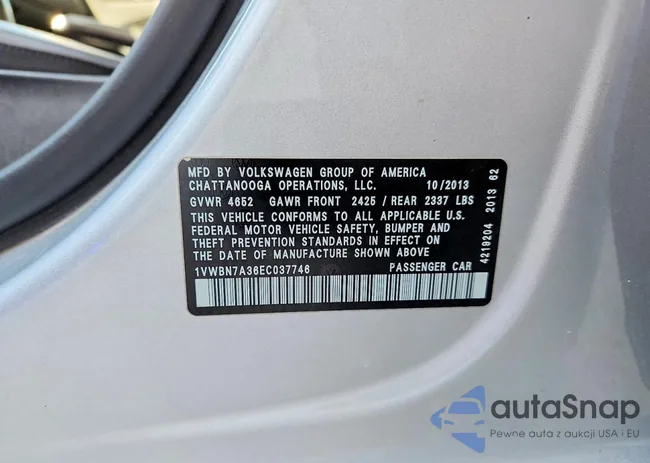 MFD BY VOLKSWAGEN GROUP OF AMERICA
CHATTANOOGA OPERATIONS, LLC. 10/2013
GVWR 4652 GAWR FRONT 2425 / REAR 2337 LBS
THIS VEHICLE CONFORMS TO ALL APPLICABLE U.S.
FEDERAL MOTOR VEHICLE SAFETY, BUMPER AND
THEFT PREVENTION STANDARDS IN EFFECT ON
THE DATE OF MANUFACTURE SHOWN ABOVE
1VWBN7A36EC037746 PASSENGER CAR
4219204 2013 62
autaSnap
Pewne auta z aukcji USA i EU